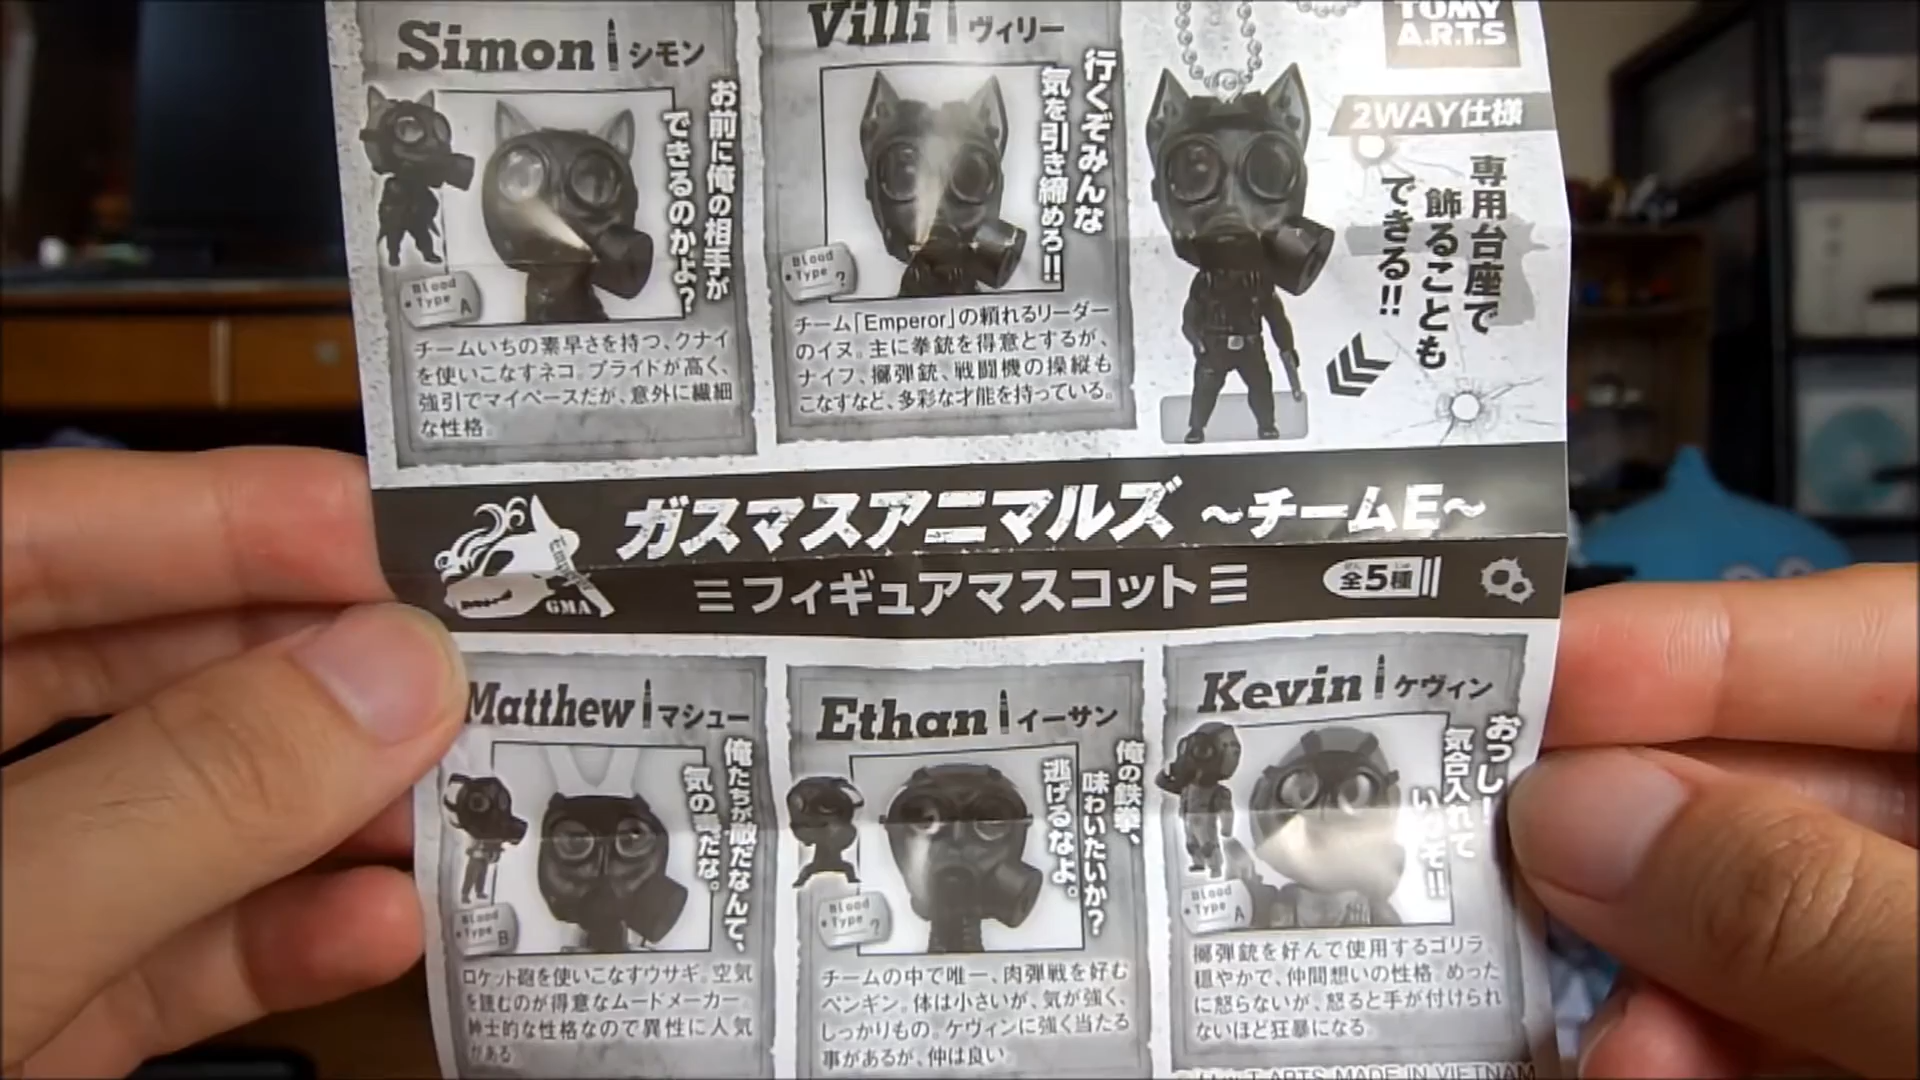 Simon シモン
お前に俺の相手が
できるのかよ?
Blood
Type A
チームいちの素早さを持つ、クナイ
を使いこなすネコ。プライドが高く、
強引でマイペースだが、意外に繊細
な性格。
Villi ヴィリー
行くぞみんな
気を引き締めろ!!
Blood
Type ?
チーム「Emperor」の頼れるリーダー
のイヌ。主に拳銃を得意とするが、
ナイフ、擲弾銃、戦闘機の操縦も
こなすなど、多彩な才能を持っている。
TOMY
A.R.T.S
2WAY仕様
専用台座で
飾ることも
できる!!
ガスマスアニマルズ ~チームE~
GMA
フィギュアマスコット
全5種
ぜん しゅ
Matthew マシュー
俺たちが敵だなんて、
気の毒だな。
Blood
Type B
ロケット砲を使いこなすウサギ。空気
を読むのが得意なムードメーカー。
紳士的な性格なので異性に人気
がある
Ethan イーサン
俺の鉄拳、
味わいたいか?
逃げるなよ。
Blood
Type ?
チームの中で唯一、肉弾戦を好む
ペンギン。体は小さいが、気が強く、
しっかりもの。ケヴィンに強く当たる
事があるが、仲は良い。
Kevin ケヴィン
おっしー!
気合入れて
いくぞ!!
Blood
Type A
擲弾銃を好んで使用するゴリラ。
穏やかで、仲間想いの性格。めった
に怒らないが、怒ると手が付けられ
ないほど狂暴になる
T-ARTS MADE IN VIETNAM